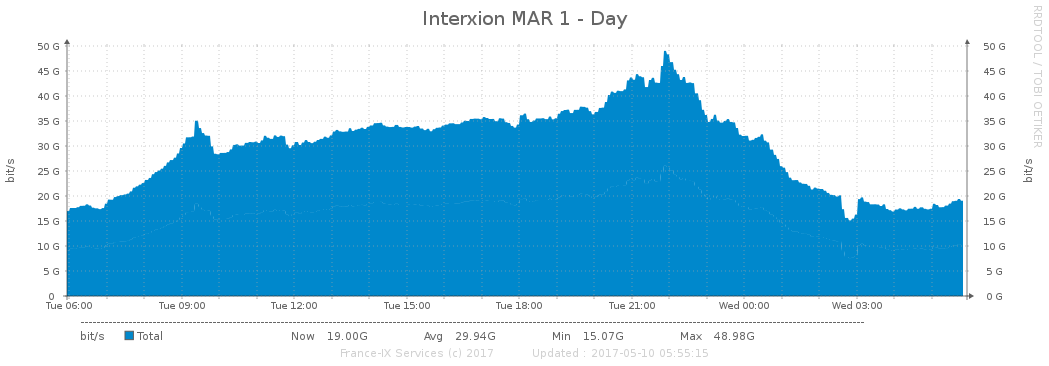 Interxion MAR 1 - Day
RRDTOOL / TOBI OETIKER
50 G 50 G
45 G 45 G
40 G 40 G
35 G 35 G
30 G 30 G
25 G 25 G
20 G 20 G
15 G 15 G
10 G 10 G
5 G 5 G
0 0 G
bit/s bit/s
Tue 06:00 Tue 09:00 Tue 12:00 Tue 15:00 Tue 18:00 Tue 21:00 Wed 00:00 Wed 03:00
bit/s Total Now 19.00G Avg 29.94G Min 15.07G Max 48.98G
France-IX Services (c) 2017 Updated : 2017-05-10 05:55:15